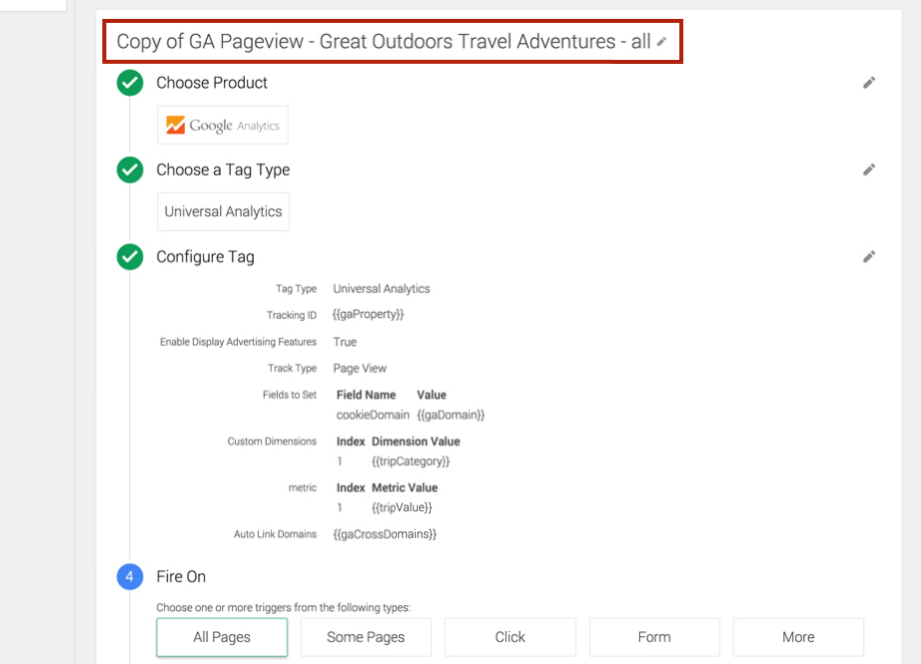 Copy of GA Pageview - Great Outdoors Travel Adventures - all
Choose Product
Google Analytics
Choose a Tag Type
Universal Analytics
Configure Tag
Tag Type Universal Analytics
Tracking ID {{gaProperty}}
Enable Display Advertising Features True
Track Type Page View
Fields to Set Field Name Value
cookieDomain {{gaDomain}}
Custom Dimensions Index Dimension Value
1 {{tripCategory}}
metric Index Metric Value
1 {{tripValue}}
Auto Link Domains {{gaCrossDomains}}
4 Fire On
Choose one or more triggers from the following types:
All Pages Some Pages Click Form More